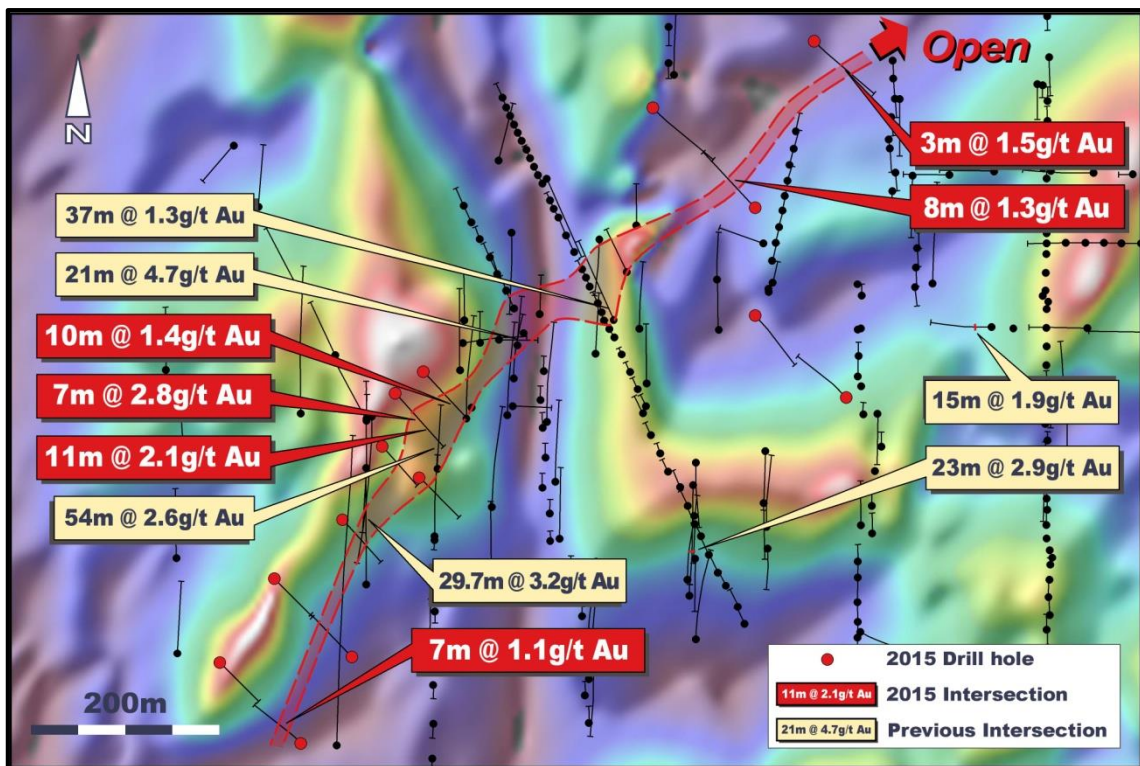 Open
N
3m @ 1.5g/t Au
8m @ 1.3g/t Au
37m @ 1.3g/t Au
21m @ 4.7g/t Au
10m @ 1.4g/t Au
7m @ 2.8g/t Au
11m @ 2.1g/t Au
54m @ 2.6g/t Au
15m @ 1.9g/t Au
23m @ 2.9g/t Au
29.7m @ 3.2g/t Au
7m @ 1.1g/t Au
200m
2015 Drill hole
11m @ 2.1g/t Au 2015 Intersection
21m @ 4.7g/t Au Previous Intersection